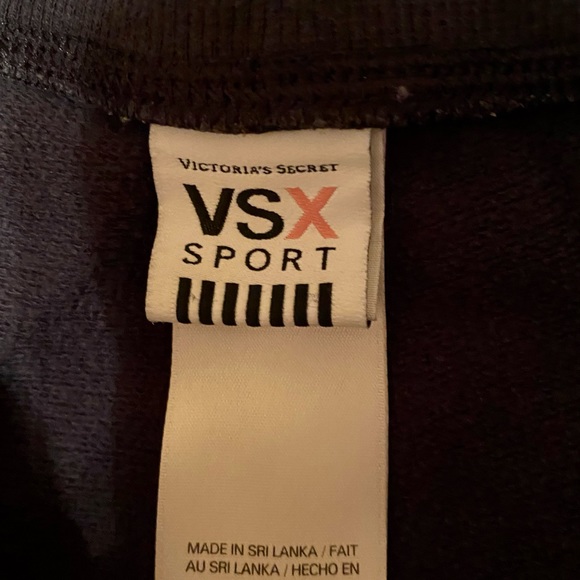 VICTORIA'S SECRET
VSX
SPORT
MADE IN SRI LANKA / FAIT
AU SRI LANKA / HECHO EN